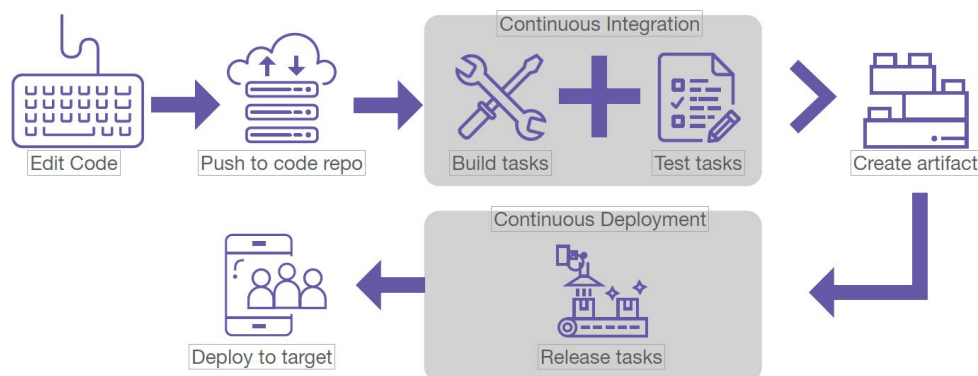 Continuous Integration
Edit Code
Push to code repo
Build tasks
Test tasks
Create artifact
Continuous Deployment
Deploy to target
Release tasks